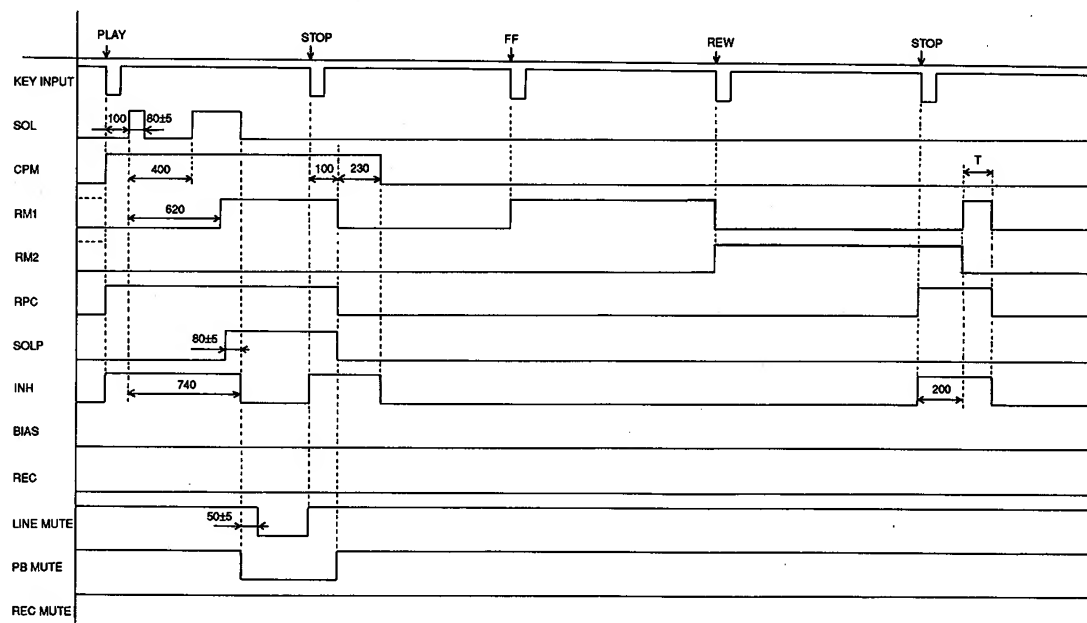 PLAY STOP FF REW STOP
KEY INPUT
SOL 100 80±5
CPM 400 100 230 T
RM1 620
RM2
RPC
SOLP 80±5
INH 740 200
BIAS
REC
LINE MUTE 50±5
PB MUTE
REC MUTE